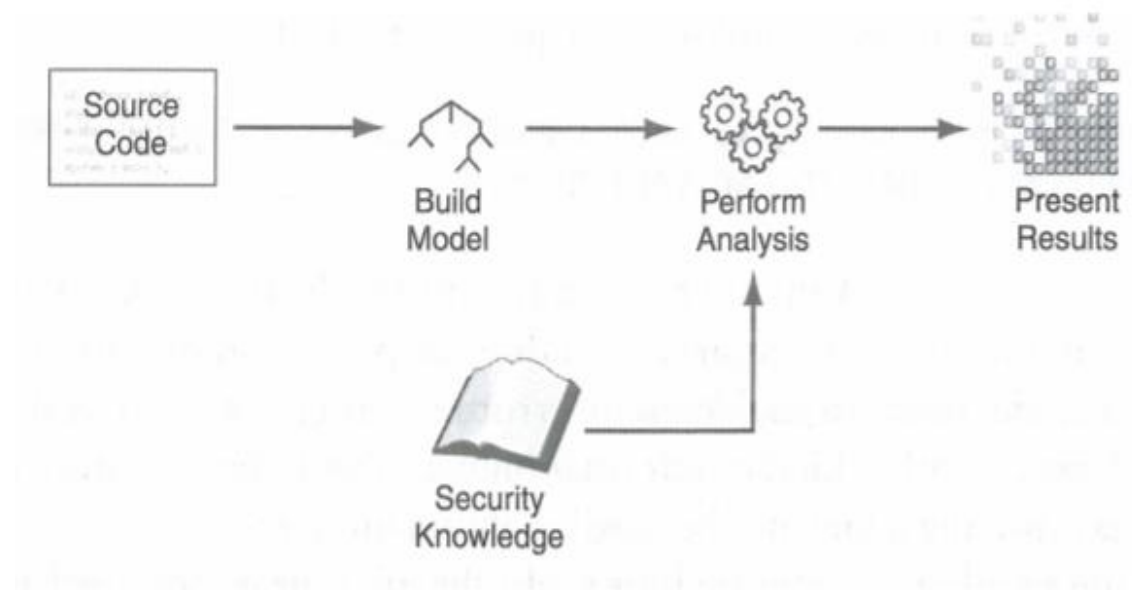 Source
Code
Build
Model
Perform
Analysis
Present
Results
Security
Knowledge